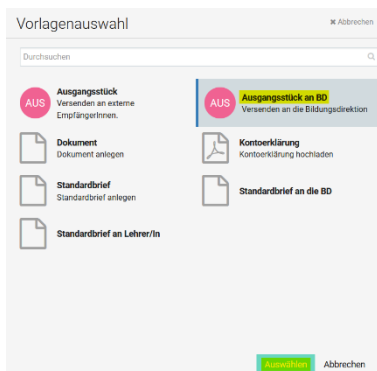 Vorlagenauswahl
✖ Abbrechen
Durchsuchen
AUS
Ausgangsstück
Versenden an externe
EmpfängerInnen.
AUS
Ausgangsstück an BD
Versenden an die Bildungsdirektion
Dokument
Dokument anlegen
Kontoerklärung
Kontoerklärung hochladen
Standardbrief
Standardbrief anlegen
Standardbrief an die BD
Standardbrief an Lehrer/In
Auswählen
Abbrechen